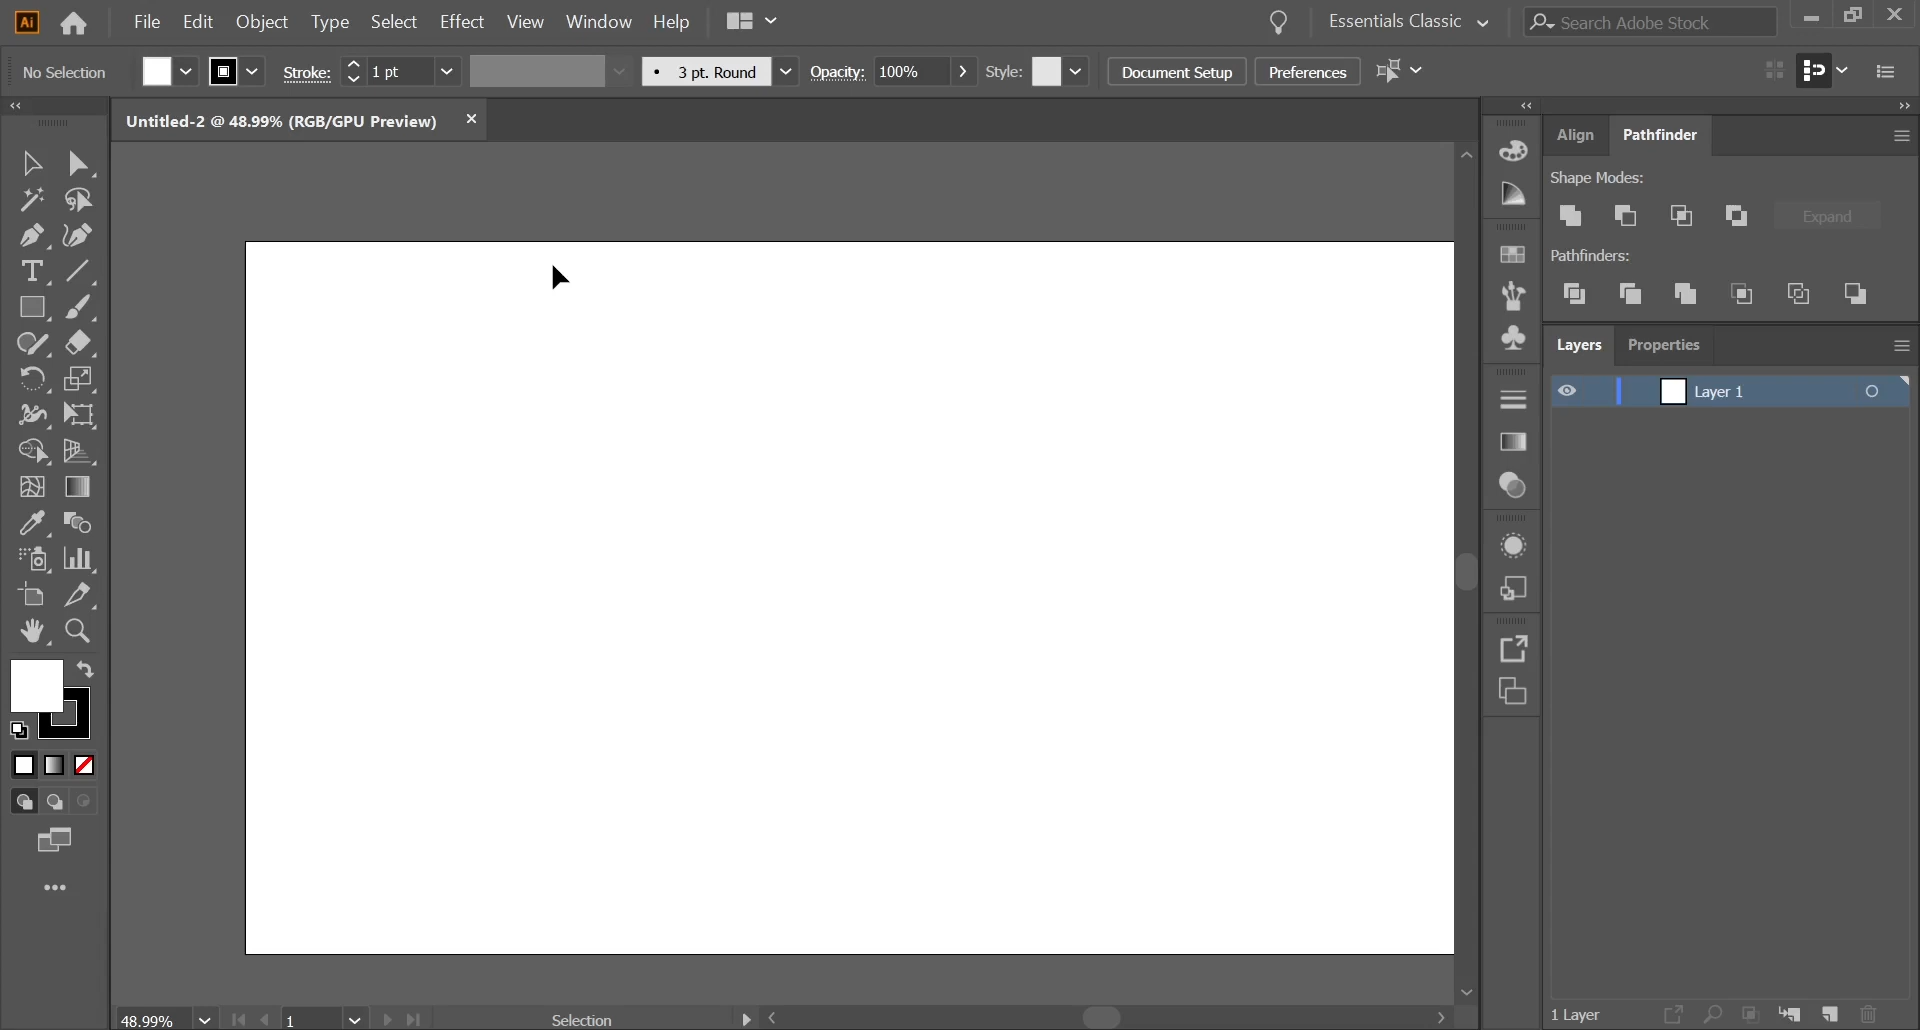 Ai File Edit Object Type Select Effect View Window Help Essentials Classic Search Adobe Stock
No Selection Stroke: 1 pt 3 pt. Round Opacity: 100% Style: Document Setup Preferences
Untitled-2 @ 48.99% (RGB/GPU Preview)
Align Pathfinder
Shape Modes:
Expand
Pathfinders:
Layers Properties
Layer 1
48.99% 1 Selection
1 Layer